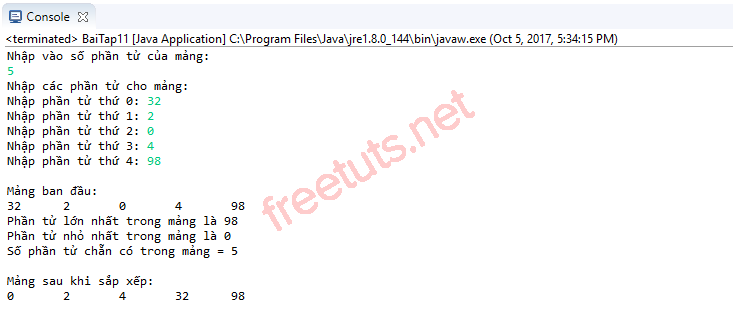 Console
<terminated> BaiTap11 [Java Application] C:\Program Files\Java\jre1.8.0_144\bin\javaw.exe (Oct 5, 2017, 5:34:15 PM)
Nhập vào số phần tử của mảng:
5
Nhập các phần tử cho mảng:
Nhập phần tử thứ 0: 32
Nhập phần tử thứ 1: 2
Nhập phần tử thứ 2: 0
Nhập phần tử thứ 3: 4
Nhập phần tử thứ 4: 98
Mảng ban đầu:
32 2 0 4 98
Phần tử lớn nhất trong mảng là 98
Phần tử nhỏ nhất trong mảng là 0
Số phần tử chẵn có trong mảng = 5
Mảng sau khi sắp xếp:
0 2 4 32 98
freetuts.net